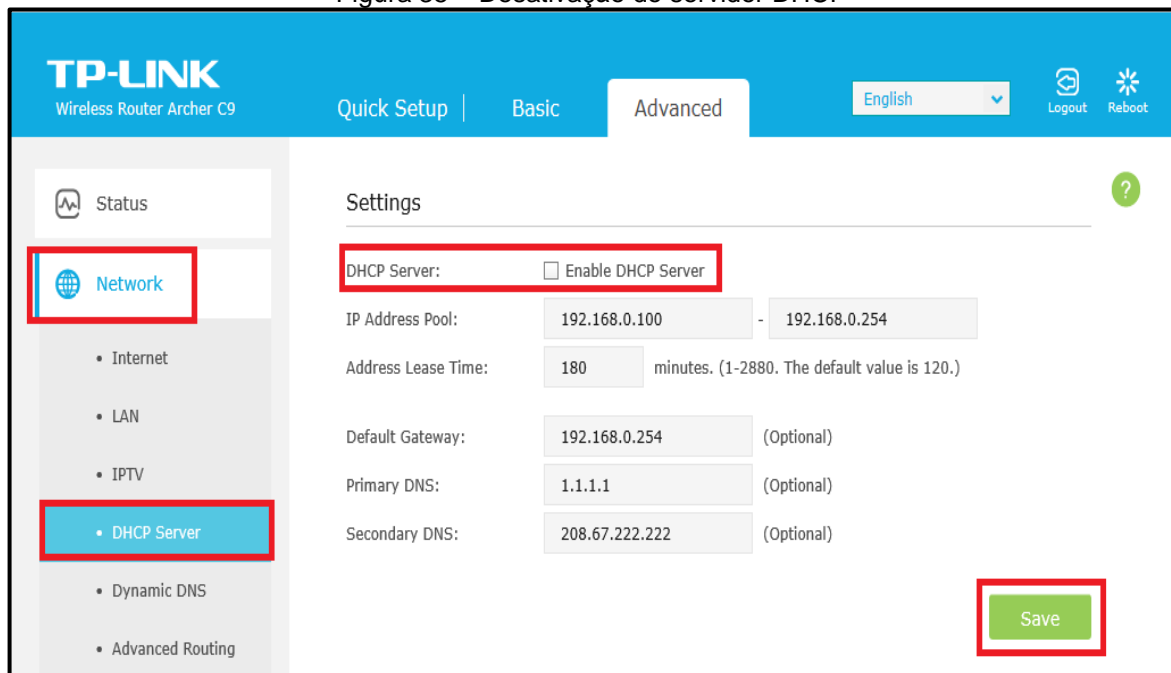 TP-LINK
Wireless Router Archer C9
Quick Setup | Basic Advanced English Logout Reboot
Status
Settings
?
Network
DHCP Server: Enable DHCP Server
IP Address Pool: 192.168.0.100 - 192.168.0.254
• Internet
Address Lease Time: 180 minutes. (1-2880. The default value is 120.)
• LAN
Default Gateway: 192.168.0.254 (Optional)
• IPTV
Primary DNS: 1.1.1.1 (Optional)
• DHCP Server
Secondary DNS: 208.67.222.222 (Optional)
• Dynamic DNS
Save
• Advanced Routing